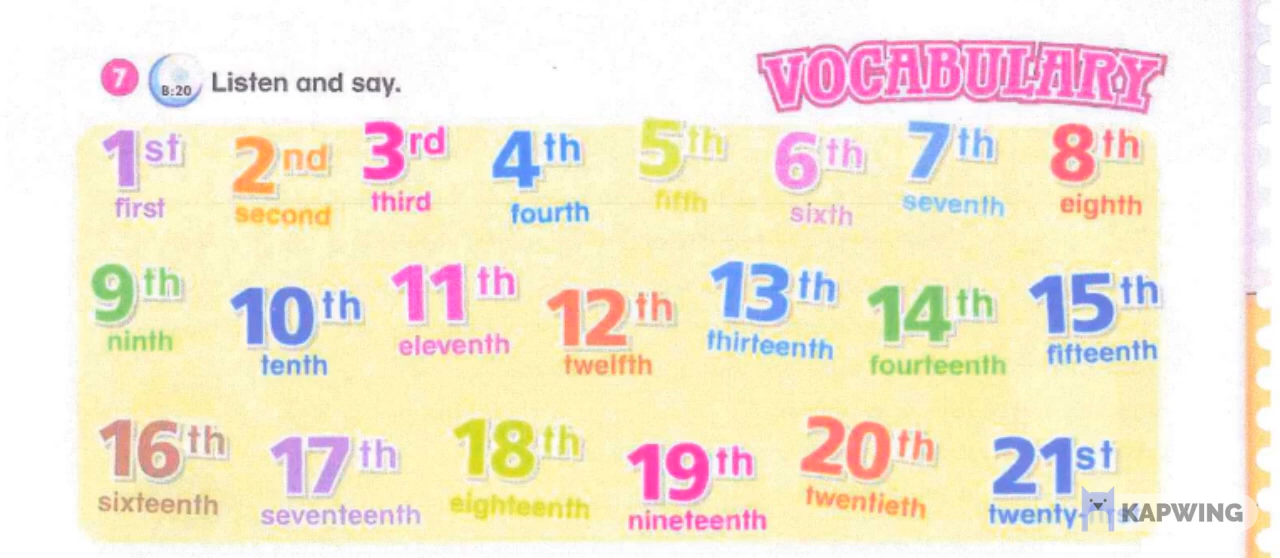 VOCABULARY
7 B:20 Listen and say.
1st 2nd 3rd 4th 5th 6th 7th 8th
first second third fourth fifth sixth seventh eighth
9th 10th 11th 12th 13th 14th 15th
ninth tenth eleventh twelfth thirteenth fourteenth fifteenth
16th 17th 18th 19th 20th 21st
sixteenth seventeenth eighteenth nineteenth twentieth twenty-
KAPWING